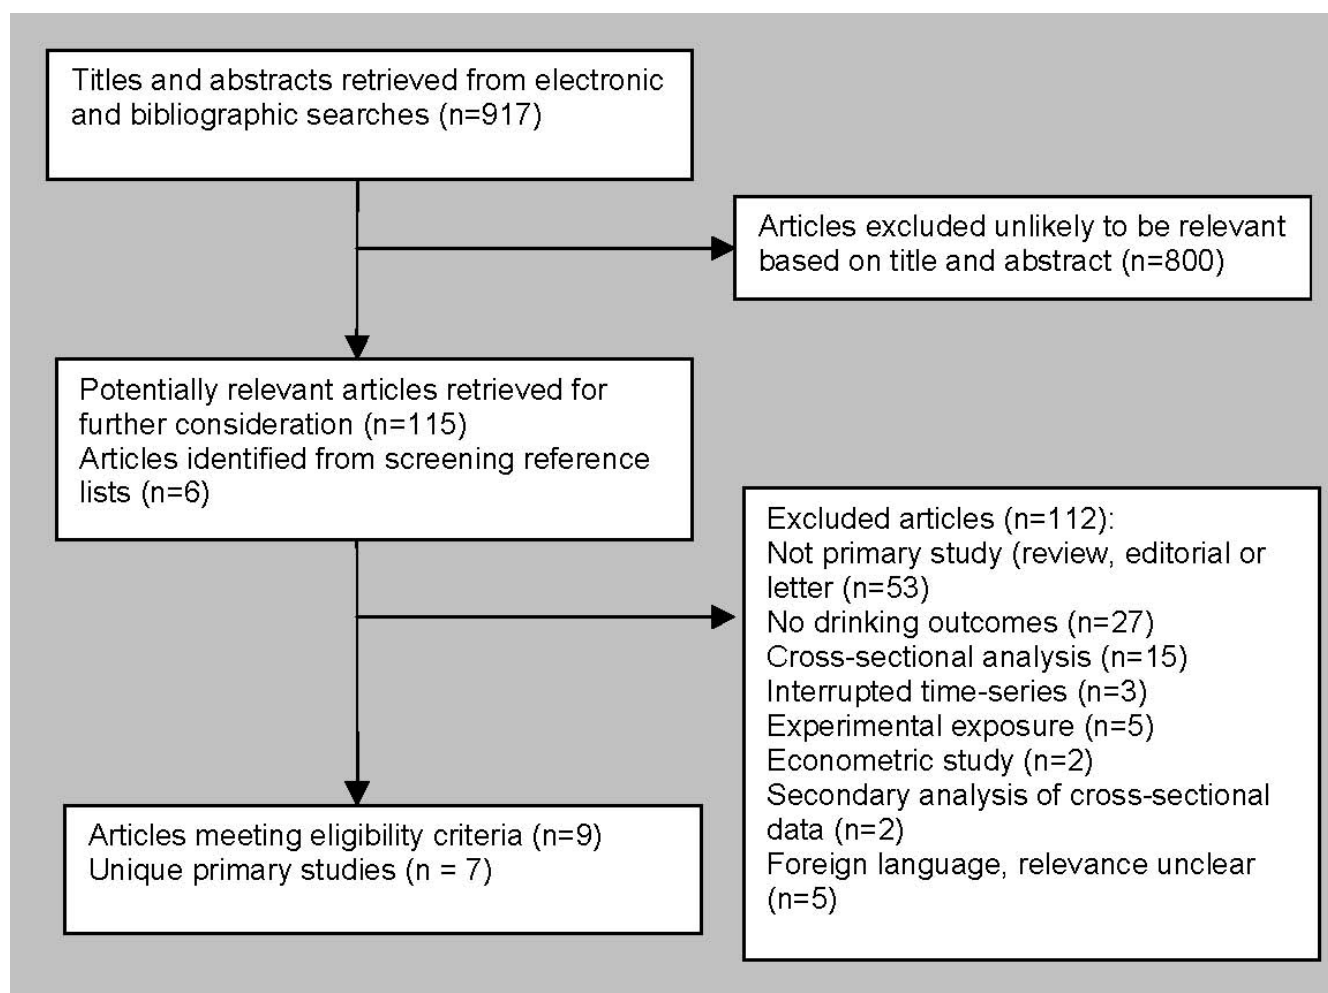 Titles and abstracts retrieved from electronic
and bibliographic searches (n=917)
Articles excluded unlikely to be relevant
based on title and abstract (n=800)
Potentially relevant articles retrieved for
further consideration (n=115)
Articles identified from screening reference
lists (n=6)
Excluded articles (n=112):
Not primary study (review, editorial or
letter (n=53)
No drinking outcomes (n=27)
Cross-sectional analysis (n=15)
Interrupted time-series (n=3)
Experimental exposure (n=5)
Econometric study (n=2)
Secondary analysis of cross-sectional
data (n=2)
Foreign language, relevance unclear
(n=5)
Articles meeting eligibility criteria (n=9)
Unique primary studies (n = 7)